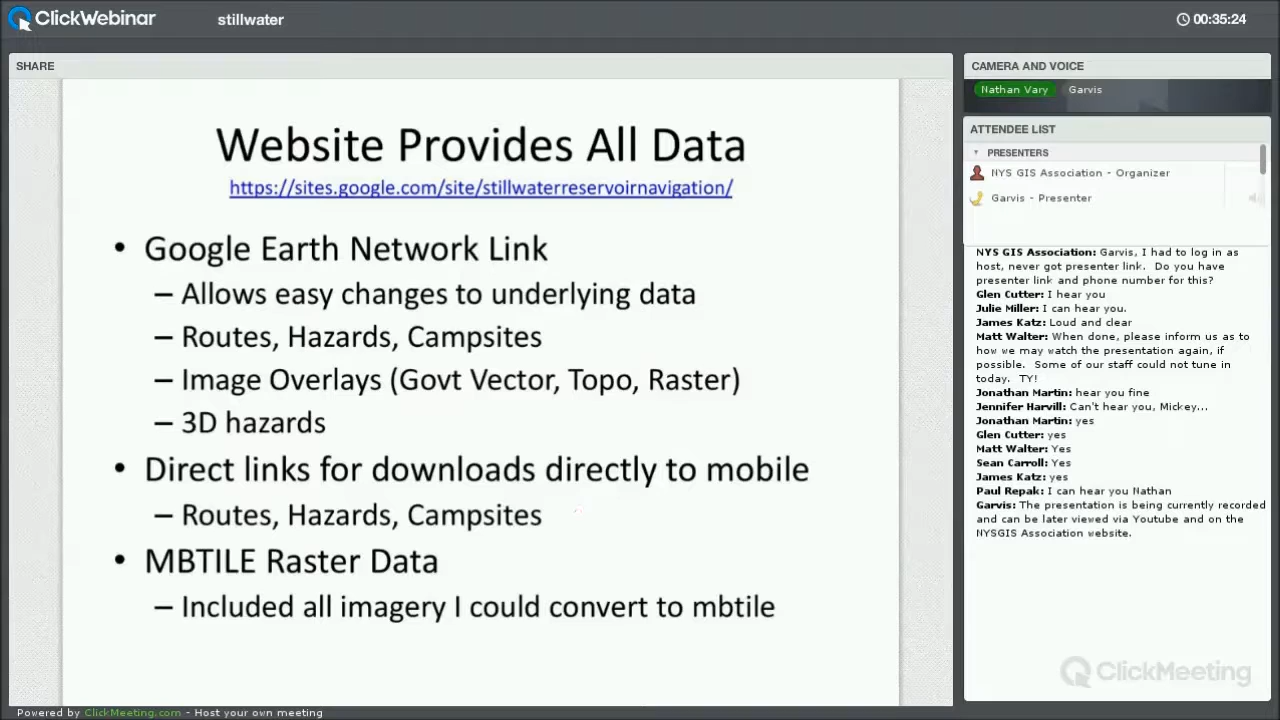 ClickWebinar
stillwater
00:35:24
SHARE
Website Provides All Data
https://sites.google.com/site/stillwaterreservoirnavigation/
• Google Earth Network Link
– Allows easy changes to underlying data
– Routes, Hazards, Campsites
– Image Overlays (Govt Vector, Topo, Raster)
– 3D hazards
• Direct links for downloads directly to mobile
– Routes, Hazards, Campsites
• MBTILE Raster Data
– Included all imagery I could convert to mbtile
CAMERA AND VOICE
Nathan Vary Garvis
ATTENDEE LIST
PRESENTERS
NYS GIS Association - Organizer
Garvis - Presenter
NYS GIS Association: Garvis, I had to log in as
host, never got presenter link. Do you have
presenter link and phone number for this?
Glen Cutter: I hear you
Julie Miller: I can hear you.
James Katz: Loud and clear
Matt Walter: When done, please inform us as to
how we may watch the presentation again, if
possible. Some of our staff could not tune in
today. TY!
Jonathan Martin: hear you fine
Jennifer Harvill: Can't hear you, Mickey...
Jonathan Martin: yes
Glen Cutter: yes
Matt Walter: Yes
Sean Carroll: Yes
James Katz: yes
Paul Repak: I can hear you Nathan
Garvis: The presentation is being currently recorded
and can be later viewed via Youtube and on the
NYSGIS Association website.
ClickMeeting
Powered by ClickMeeting.com - Host your own meeting